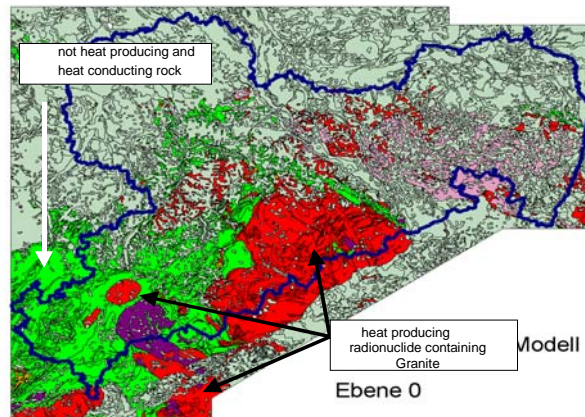 not heat producing and
heat conducting rock
heat producing
radionuclide containing
Granite
Modell
Ebene 0